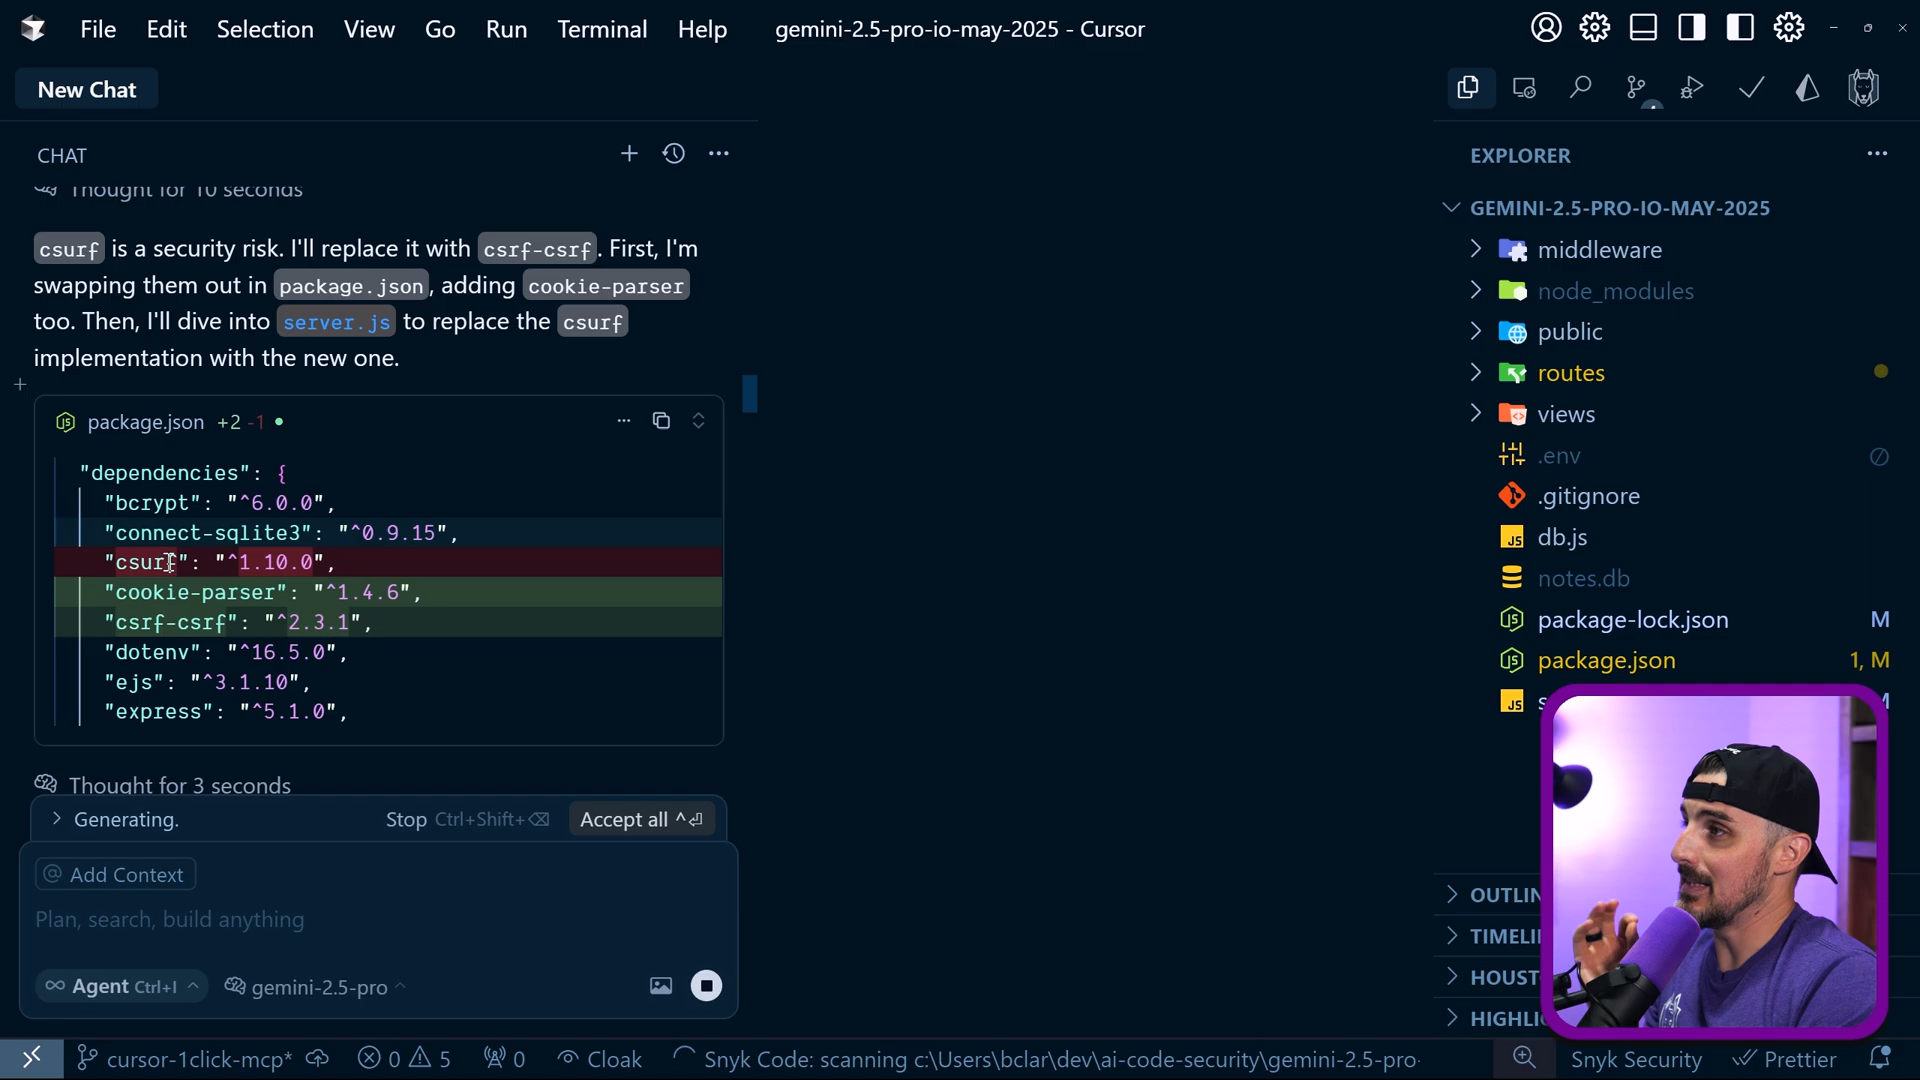 File Edit Selection View Go Run Terminal Help gemini-2.5-pro-io-may-2025 - Cursor
New Chat
CHAT
Thought for 10 seconds
csurf is a security risk. I'll replace it with csrf-csrf. First, I'm
swapping them out in package.json, adding cookie-parser
too. Then, I'll dive into server.js to replace the csurf
implementation with the new one.
package.json +2 -1
"dependencies": {
"bcrypt": "^6.0.0",
"connect-sqlite3": "^0.9.15",
"csurf": "^1.10.0",
"cookie-parser": "^1.4.6",
"csrf-csrf": "^2.3.1",
"dotenv": "^16.5.0",
"ejs": "^3.1.10",
"express": "^5.1.0",
Thought for 3 seconds
Generating. Stop Ctrl+Shift+⌫ Accept all ^⏎
@ Add Context
Plan, search, build anything
∞ Agent Ctrl+I gemini-2.5-pro
EXPLORER
GEMINI-2.5-PRO-IO-MAY-2025
middleware
node_modules
public
routes
views
.env
.gitignore
db.js
notes.db
package-lock.json M
package.json 1, M
OUTLIN
TIMELI
HOUST
HIGHLI
cursor-1click-mcp* 0 5 0 Cloak Snyk Code: scanning c:\Users\bclar\dev\ai-code-security\gemini-2.5-pro- Snyk Security Prettier